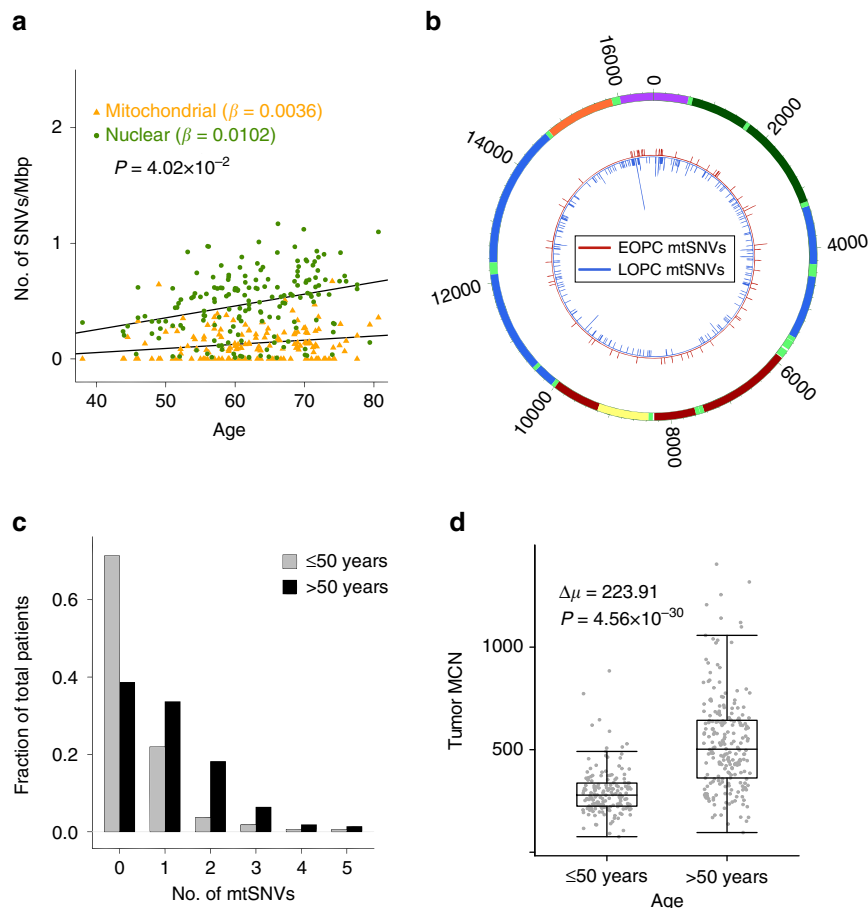 a
Mitochondrial (β = 0.0036)
Nuclear (β = 0.0102)
P = 4.02×10⁻²
No. of SNVs/Mbp
2
1
0
40 50 60 70 80
Age
b
0
2000
4000
6000
8000
10000
12000
14000
16000
EOPC mtSNVs
LOPC mtSNVs
c
≤50 years
>50 years
Fraction of total patients
0.6
0.4
0.2
0.0
0 1 2 3 4 5
No. of mtSNVs
d
Δμ = 223.91
P = 4.56×10⁻³⁰
Tumor MCN
1000
500
≤50 years >50 years
Age